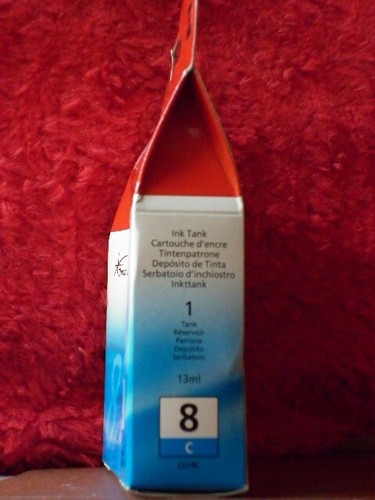 Ink Tank
Cartouche d'encre
Tintenpatrone
Depósito de Tinta
Serbatoio d'inchiostro
Inkttank
1
Tank
Réservoir
Patrone
Depósito
Serbatoio
13ml
8
C